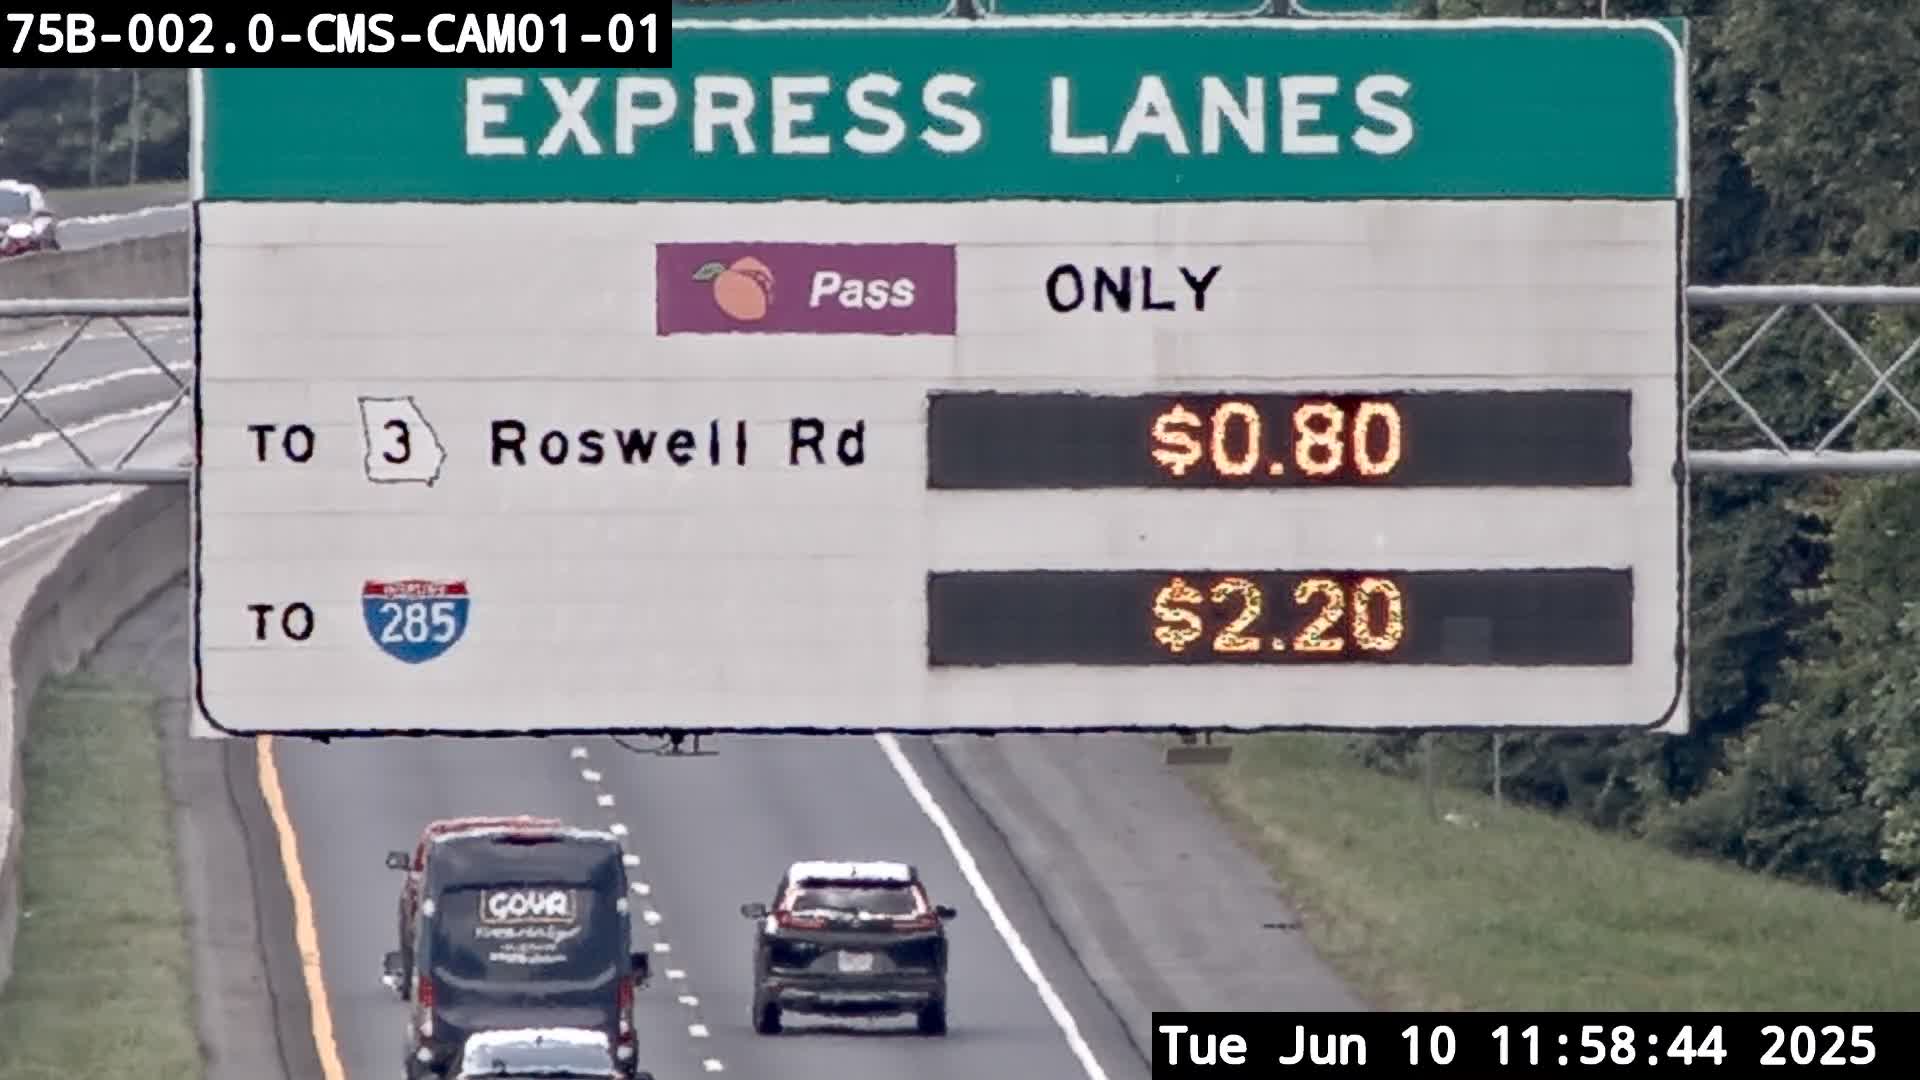 75B-002.0-CMS-CAM01-01
EXPRESS LANES
Pass ONLY
TO 3 Roswell Rd $0.80
TO 285 $2.20
GOYA
Tue Jun 10 11:58:44 2025